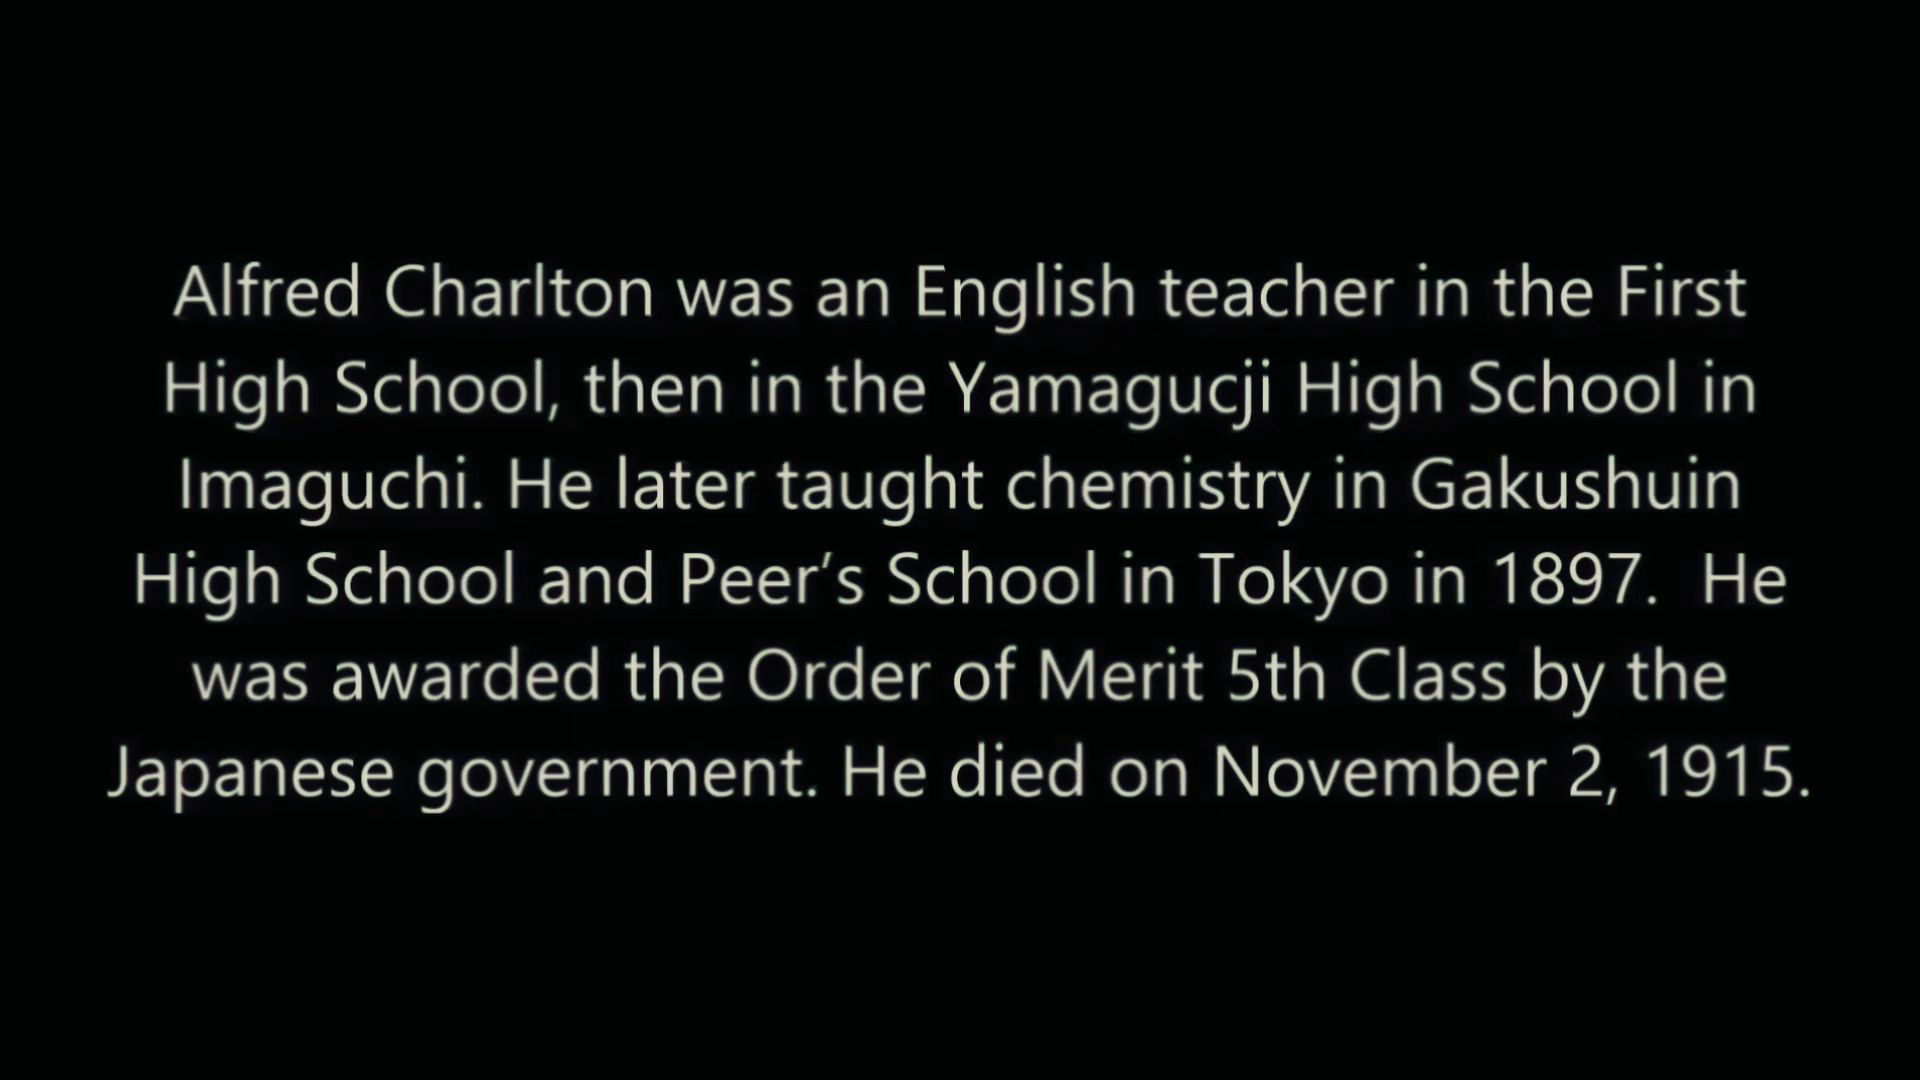 Alfred Charlton was an English teacher in the First
High School, then in the Yamagucji High School in
Imaguchi. He later taught chemistry in Gakushuin
High School and Peer’s School in Tokyo in 1897.  He
was awarded the Order of Merit 5th Class by the
Japanese government. He died on November 2, 1915.